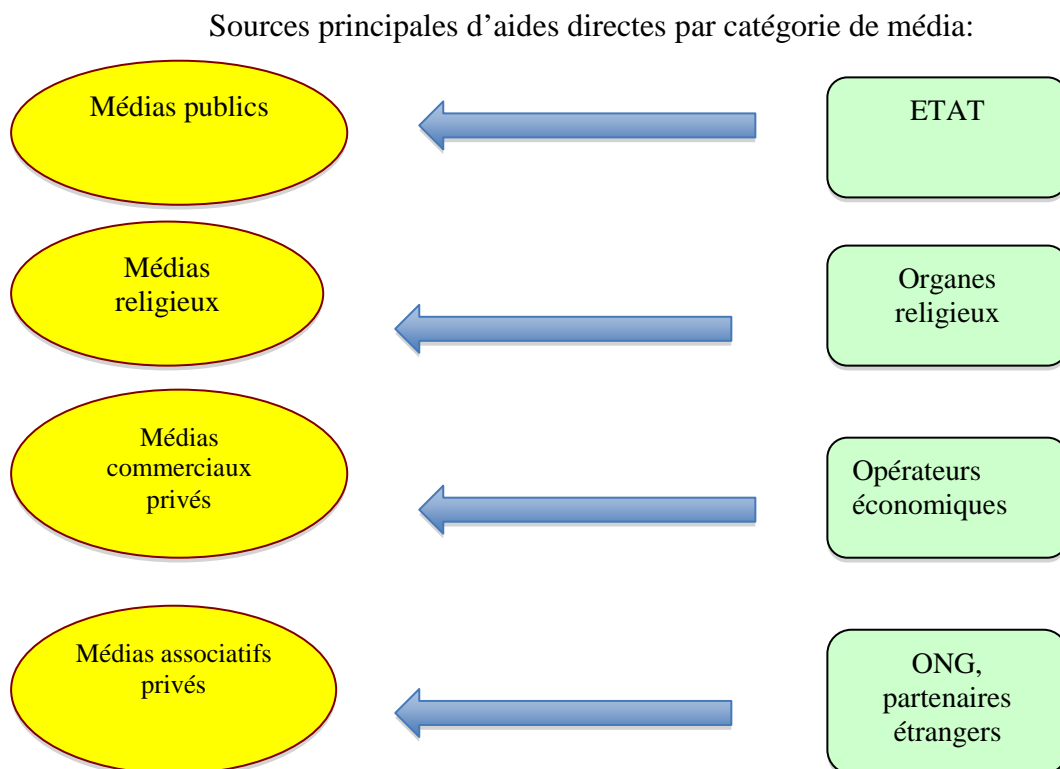 Sources principales d’aides directes par catégorie de média:
Médias publics
ETAT
Médias
religieux
Organes
religieux
Médias
commerciaux
privés
Opérateurs
économiques
Médias associatifs
privés
ONG,
partenaires
étrangers